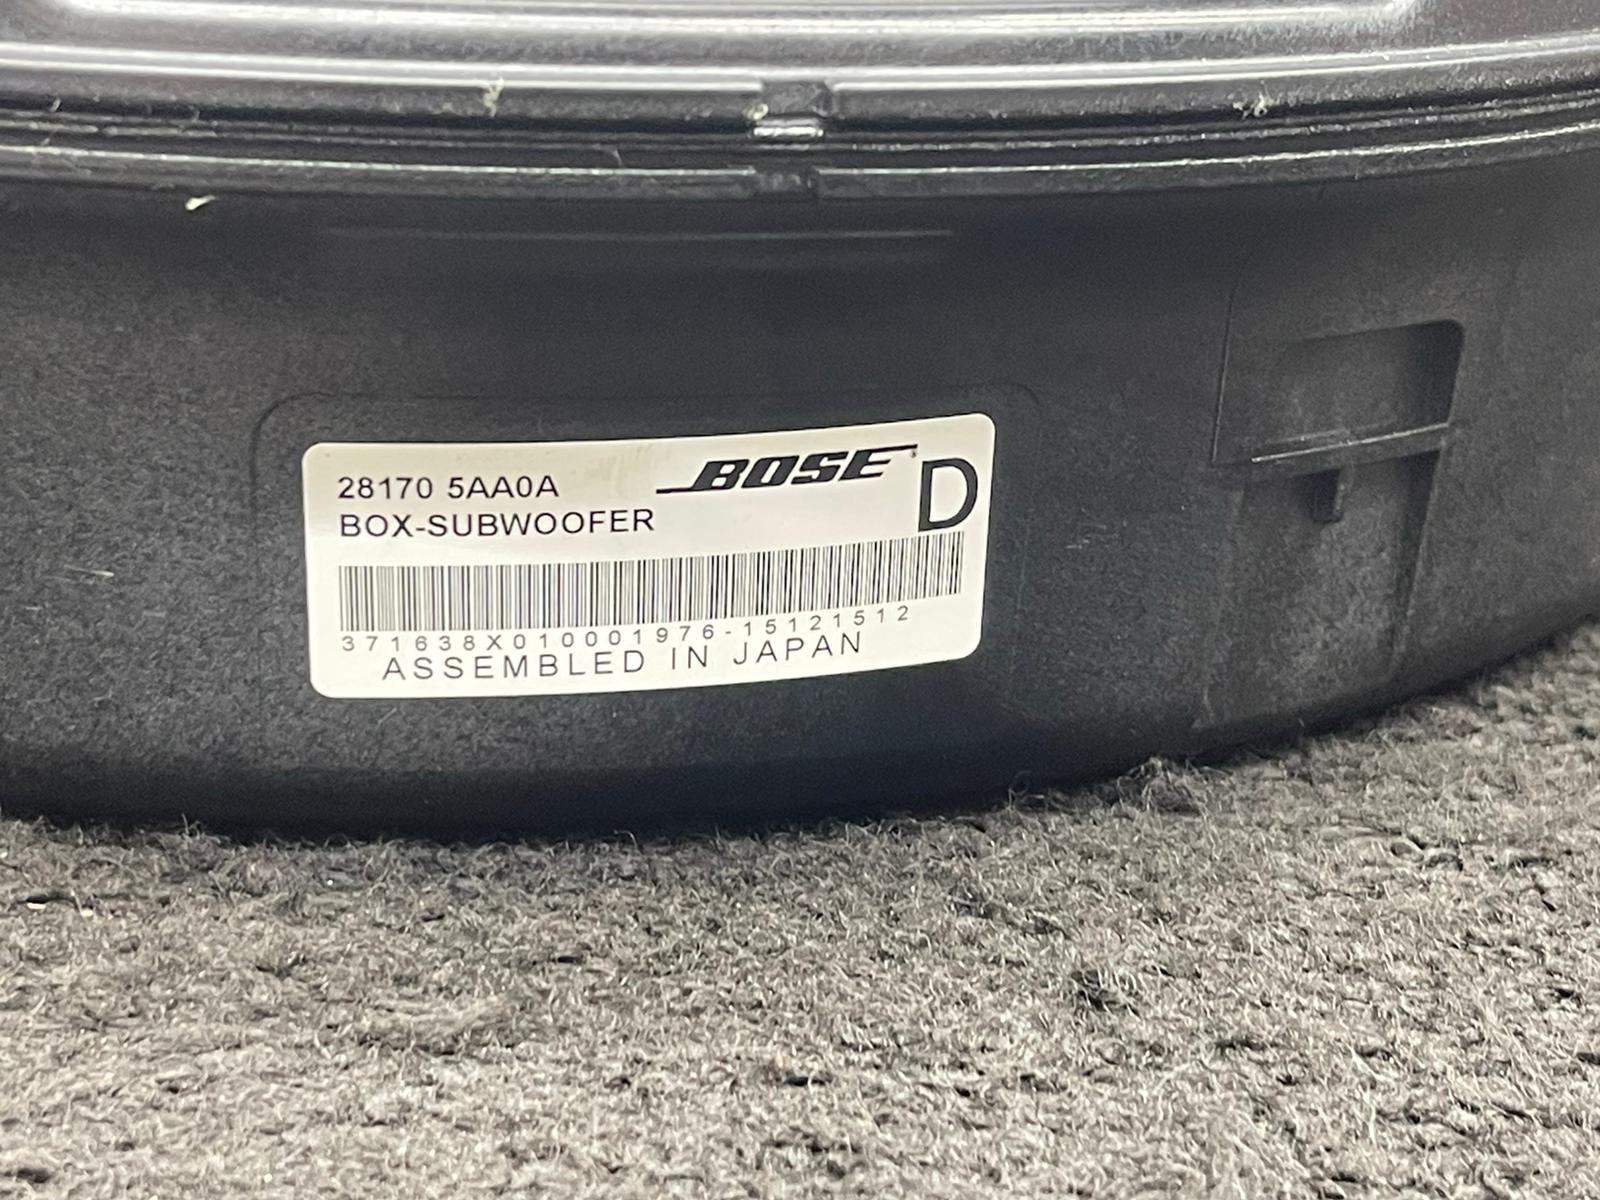 28170 5AA0A
BOSE®
D
BOX-SUBWOOFER
371638X010001976-15121512
ASSEMBLED IN JAPAN